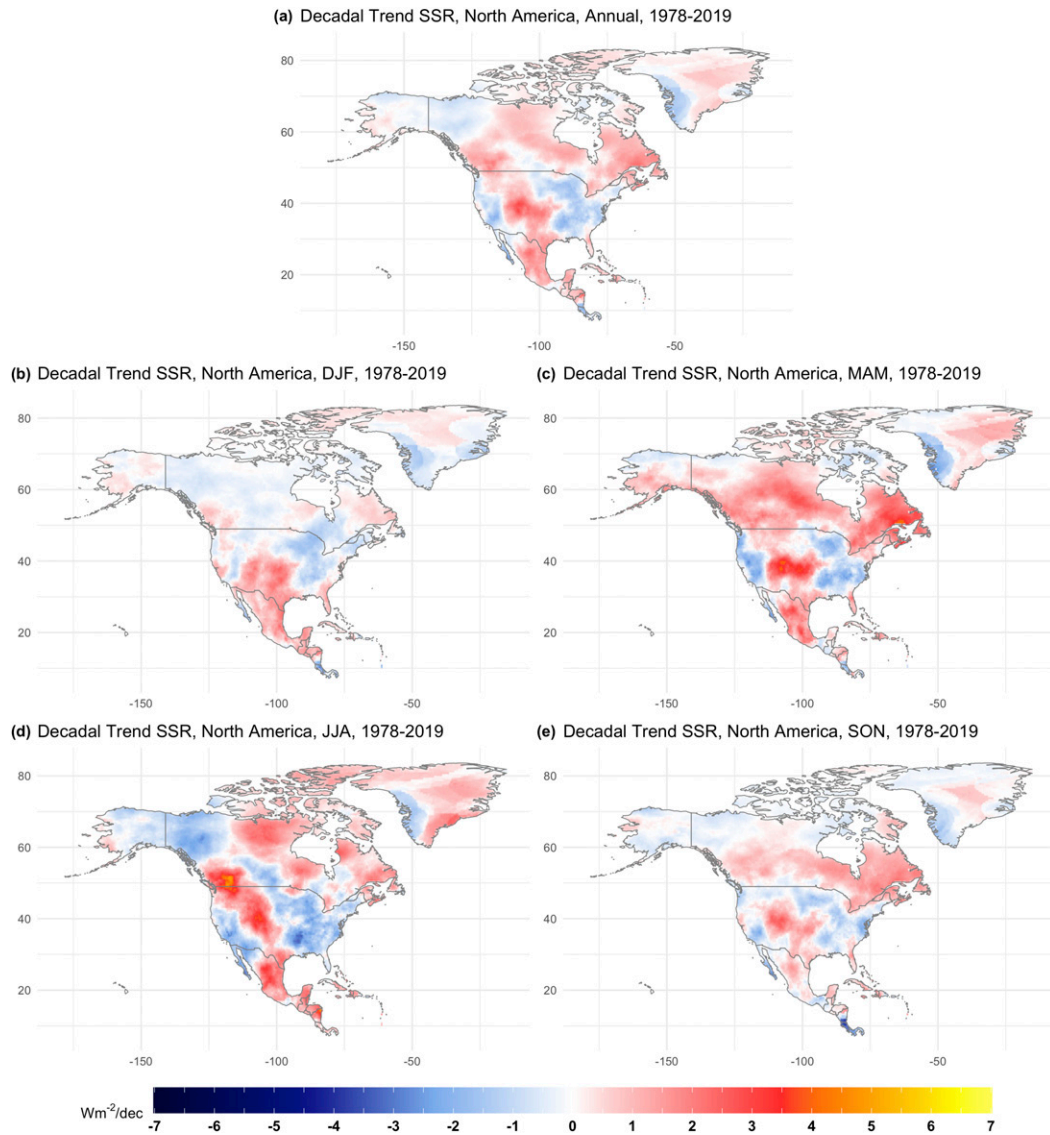 (a) Decadal Trend SSR, North America, Annual, 1978-2019
80
60
40
20
-150 -100 -50
(b) Decadal Trend SSR, North America, DJF, 1978-2019
80
60
40
20
-150 -100 -50
(c) Decadal Trend SSR, North America, MAM, 1978-2019
80
60
40
20
-150 -100 -50
(d) Decadal Trend SSR, North America, JJA, 1978-2019
80
60
40
20
-150 -100 -50
(e) Decadal Trend SSR, North America, SON, 1978-2019
80
60
40
20
-150 -100 -50
Wm⁻²/dec
-7 -6 -5 -4 -3 -2 -1 0 1 2 3 4 5 6 7